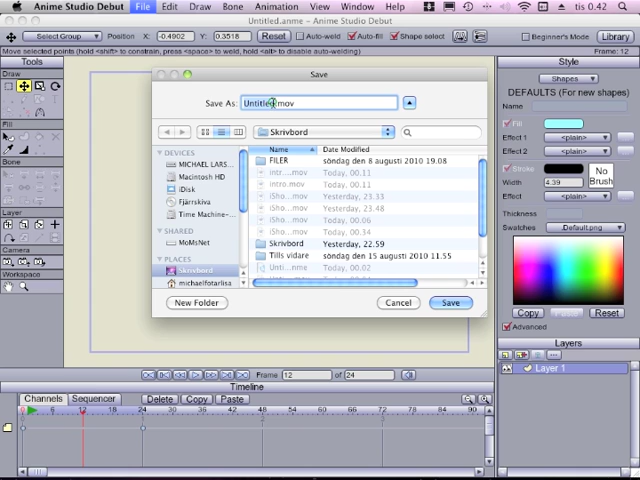 Anime Studio Debut File Edit Draw Bone Animation View Window Help tis 0.42
Untitled.anme - Anime Studio Debut
Select Group Position X -0.4902 Y 0.3518 Reset Auto-weld Auto-fill Shape select Beginner's Mode Library Frame: 12
Move selected points (hold <shift> to constrain, press <space> to weld, hold <alt> to disable auto-welding)
Tools
Draw
Fill
Bone
Layer
Camera
Workspace
Save
Save As: Untitled.mov
Skrivbord
DEVICES
MICHAEL LARS...
Macintosh HD
iDisk
Fjärrskiva
Time Machine-...
SHARED
MoMsNet
PLACES
Skrivbord
michaelfotarlisa
Name Date Modified
FILER söndag den 8 augusti 2010 19.08
intr....mov Today, 00.11
intro.mov Today, 00.11
iSho...mov Yesterday, 23.33
iSho...mov Yesterday, 23.48
iSho...mov Today, 00.06
iSho...mov Today, 00.34
Skrivbord Yesterday, 22.59
Tills vidare söndag den 15 augusti 2010 11.55
Unti...nme Today, 00.02
New Folder Cancel Save
Style
Shapes
DEFAULTS (For new shapes)
Name
Fill
Effect 1 <plain>
Effect 2 <plain>
Stroke
Width 4.39
No Brush
Effect <plain>
Thickness
Swatches .Default.png
Copy Paste Reset
Advanced
Layers
Layer 1
Frame 12 of 24
Timeline
Channels Sequencer Delete Copy Paste
0 6 12 18 24 30 36 42 48 54 60 66 72 78 84 90